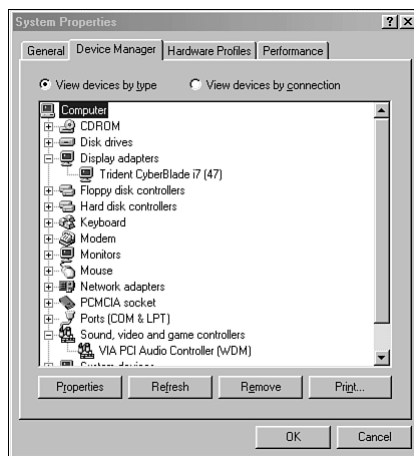 System Properties
General Device Manager Hardware Profiles Performance
View devices by type View devices by connection
Computer
CDROM
Disk drives
Display adapters
Trident CyberBlade i7 (47)
Floppy disk controllers
Hard disk controllers
Keyboard
Modem
Monitors
Mouse
Network adapters
PCMCIA socket
Ports (COM & LPT)
Sound, video and game controllers
VIA PCI Audio Controller (WDM)
System devices
Properties Refresh Remove Print...
OK Cancel